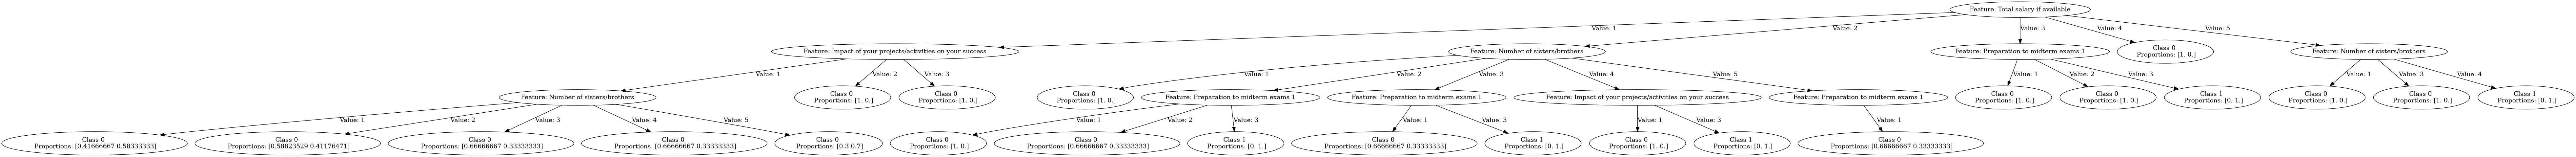 Feature: Total salary if available
Value: 1
Value: 2
Value: 3
Value: 4
Value: 5
Feature: Impact of your projects/activities on your success
Feature: Number of sisters/brothers
Feature: Preparation to midterm exams 1
Class 0
Proportions: [1. 0.]
Feature: Number of sisters/brothers
Value: 1
Value: 2
Value: 3
Value: 1
Value: 2
Value: 3
Value: 4
Value: 5
Value: 1
Value: 2
Value: 3
Value: 1
Value: 3
Value: 4
Feature: Number of sisters/brothers
Class 0
Proportions: [1. 0.]
Class 0
Proportions: [1. 0.]
Class 0
Proportions: [1. 0.]
Feature: Preparation to midterm exams 1
Feature: Preparation to midterm exams 1
Feature: Impact of your projects/activities on your success
Feature: Preparation to midterm exams 1
Class 0
Proportions: [1. 0.]
Class 0
Proportions: [1. 0.]
Class 1
Proportions: [0. 1.]
Class 0
Proportions: [1. 0.]
Class 0
Proportions: [1. 0.]
Class 1
Proportions: [0. 1.]
Value: 1
Value: 2
Value: 3
Value: 4
Value: 5
Value: 1
Value: 2
Value: 3
Value: 1
Value: 3
Value: 1
Value: 3
Value: 1
Class 0
Proportions: [0.41666667 0.58333333]
Class 0
Proportions: [0.58823529 0.41176471]
Class 0
Proportions: [0.66666667 0.33333333]
Class 0
Proportions: [0.66666667 0.33333333]
Class 0
Proportions: [0.3 0.7]
Class 0
Proportions: [1. 0.]
Class 0
Proportions: [0.66666667 0.33333333]
Class 1
Proportions: [0. 1.]
Class 0
Proportions: [0.66666667 0.33333333]
Class 1
Proportions: [0. 1.]
Class 0
Proportions: [1. 0.]
Class 1
Proportions: [0. 1.]
Class 0
Proportions: [0.66666667 0.33333333]